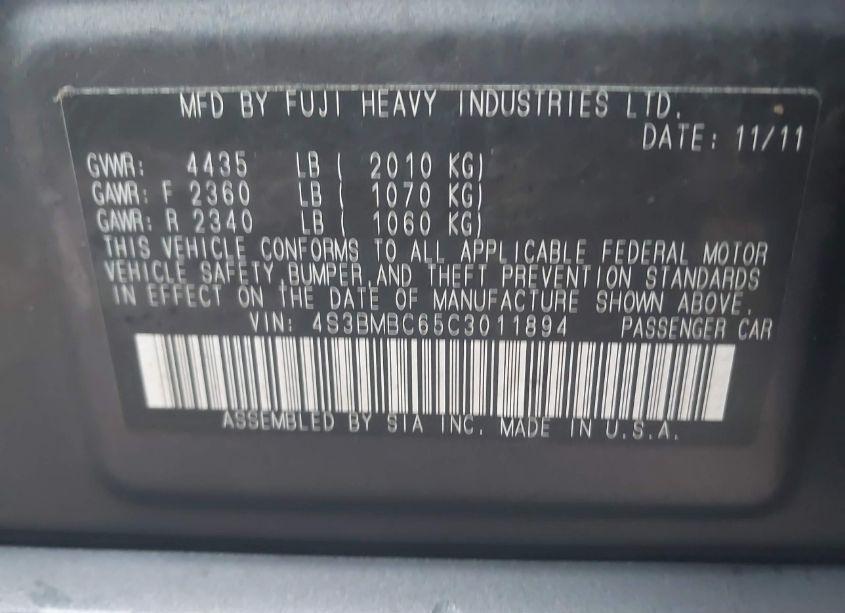 MFD BY FUJI HEAVY INDUSTRIES LTD.
DATE: 11/11
GVWR: 4435 LB ( 2010 KG)
GAWR: F 2360 LB ( 1070 KG)
GAWR: R 2340 LB ( 1060 KG)
THIS VEHICLE CONFORMS TO ALL APPLICABLE FEDERAL MOTOR
VEHICLE SAFETY,BUMPER,AND THEFT PREVENTION STANDARDS
IN EFFECT ON THE DATE OF MANUFACTURE SHOWN ABOVE.
VIN: 4S3BMBC65C3011894 PASSENGER CAR
ASSEMBLED BY SIA INC. MADE IN U.S.A.